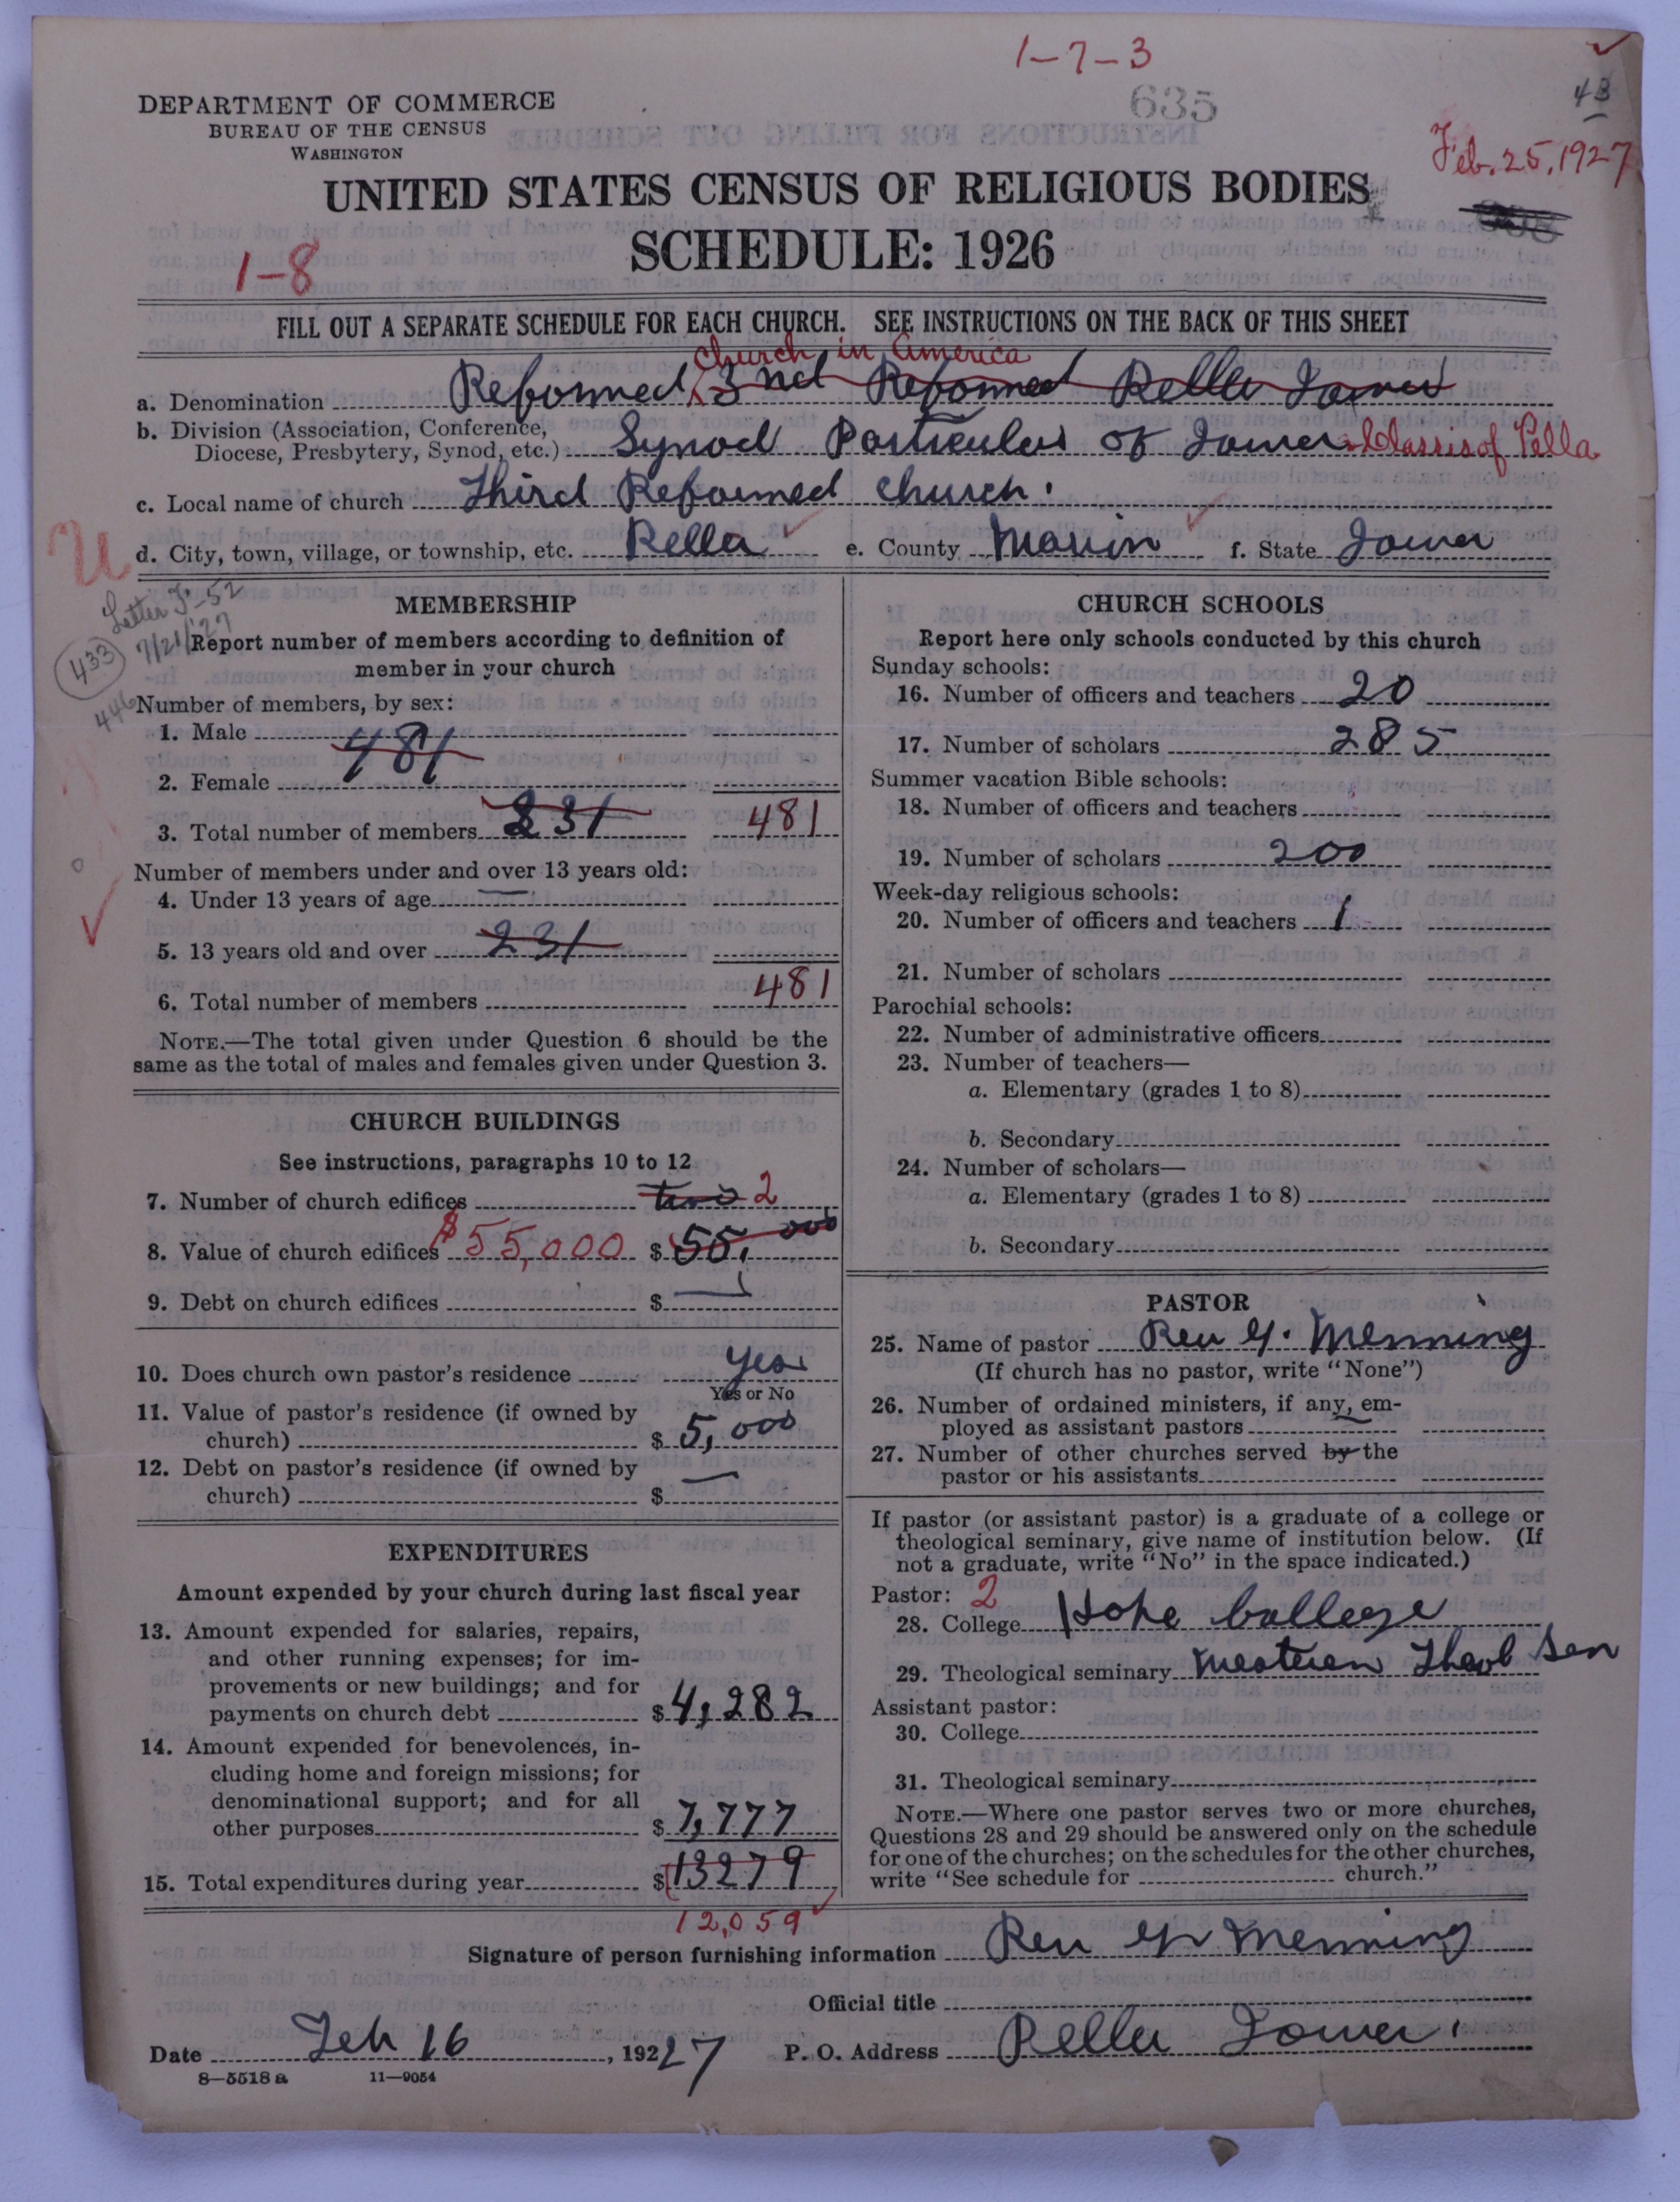 1-7-3
635
4B
DEPARTMENT OF COMMERCE
BUREAU OF THE CENSUS
WASHINGTON
Feb. 25, 1927
UNITED STATES CENSUS OF RELIGIOUS BODIES
SCHEDULE: 1926
1-8
FILL OUT A SEPARATE SCHEDULE FOR EACH CHURCH. SEE INSTRUCTIONS ON THE BACK OF THIS SHEET
Church in America
a. Denomination Reformed 3nd Reformed Pella Iowa
b. Division (Association, Conference,
Diocese, Presbytery, Synod, etc.) Synod Particular of Iowa - Classis of Pella
c. Local name of church Third Reformed Church.
d. City, town, village, or township, etc. Pella e. County Marion f. State Iowa
U
Letter J-52
7/21/27
433
446
MEMBERSHIP
Report number of members according to definition of
member in your church
Number of members, by sex:
1. Male
481
2. Female
3. Total number of members 231 481
Number of members under and over 13 years old:
4. Under 13 years of age
5. 13 years old and over 231
6. Total number of members 481
NOTE.—The total given under Question 6 should be the
same as the total of males and females given under Question 3.
CHURCH BUILDINGS
See instructions, paragraphs 10 to 12
7. Number of church edifices two 2
8. Value of church edifices $55,000 $ 55,000
9. Debt on church edifices $ —
10. Does church own pastor's residence Yes
Yes or No
11. Value of pastor's residence (if owned by
church) $ 5,000
12. Debt on pastor's residence (if owned by
church) $ —
EXPENDITURES
Amount expended by your church during last fiscal year
13. Amount expended for salaries, repairs,
and other running expenses; for im-
provements or new buildings; and for
payments on church debt $ 4,282
14. Amount expended for benevolences, in-
cluding home and foreign missions; for
denominational support; and for all
other purposes $ 7,777
15. Total expenditures during year $ 13279
12,059
CHURCH SCHOOLS
Report here only schools conducted by this church
Sunday schools:
16. Number of officers and teachers 20
17. Number of scholars 285
Summer vacation Bible schools:
18. Number of officers and teachers
19. Number of scholars 200
Week-day religious schools:
20. Number of officers and teachers 1
21. Number of scholars
Parochial schools:
22. Number of administrative officers
23. Number of teachers—
a. Elementary (grades 1 to 8)
b. Secondary
24. Number of scholars—
a. Elementary (grades 1 to 8)
b. Secondary
PASTOR
25. Name of pastor Rev G. Menning
(If church has no pastor, write "None")
26. Number of ordained ministers, if any, em-
ployed as assistant pastors
27. Number of other churches served by the
pastor or his assistants
If pastor (or assistant pastor) is a graduate of a college or
theological seminary, give name of institution below. (If
not a graduate, write "No" in the space indicated.)
Pastor: 2
28. College Hope College
29. Theological seminary Western Theol Sem
Assistant pastor:
30. College
31. Theological seminary
NOTE.—Where one pastor serves two or more churches,
Questions 28 and 29 should be answered only on the schedule
for one of the churches; on the schedules for the other churches,
write "See schedule for church."
Signature of person furnishing information Rev G Menning
Official title
Date Feb 16, 192 27 P. O. Address Pella Iowa.
8—5518 a 11—9054